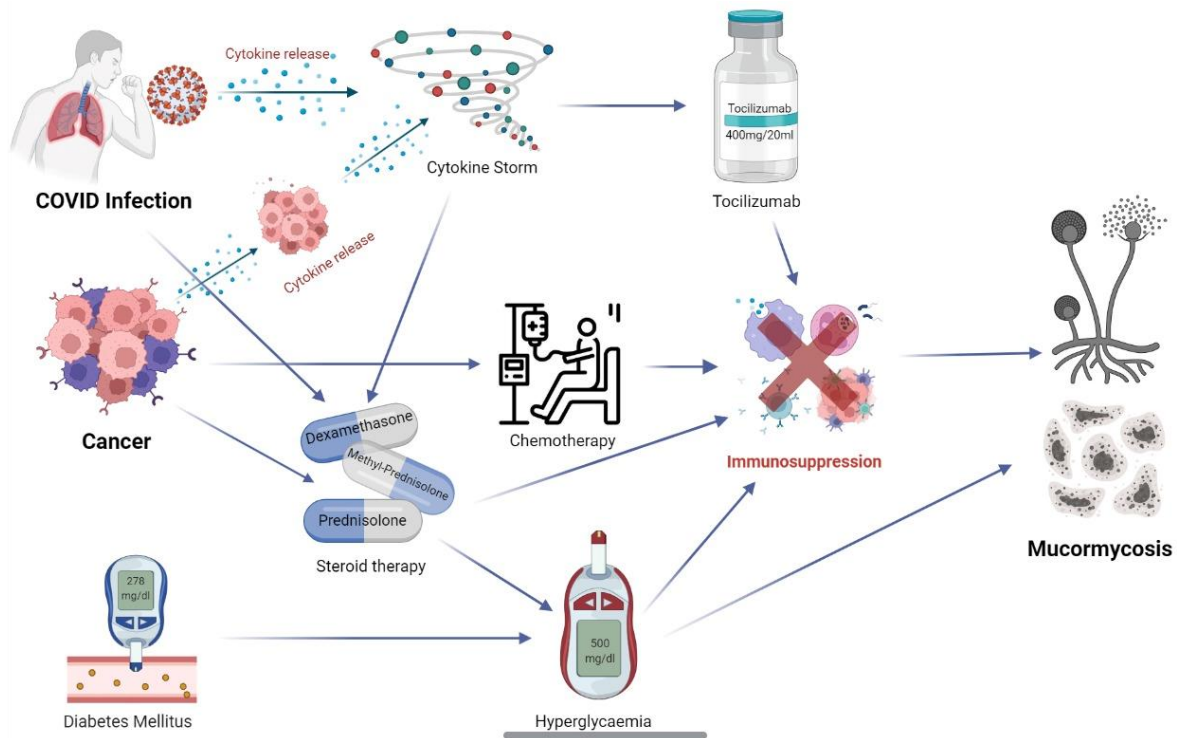 Cytokine release
Cytokine Storm
Tocilizumab
400mg/20ml
Tocilizumab
COVID Infection
Cytokine release
Cancer
Dexamethasone
Methyl-Prednisolone
Prednisolone
Steroid therapy
Chemotherapy
Immunosuppression
Mucormycosis
278
mg/dl
Diabetes Mellitus
500
mg/dl
Hyperglycaemia